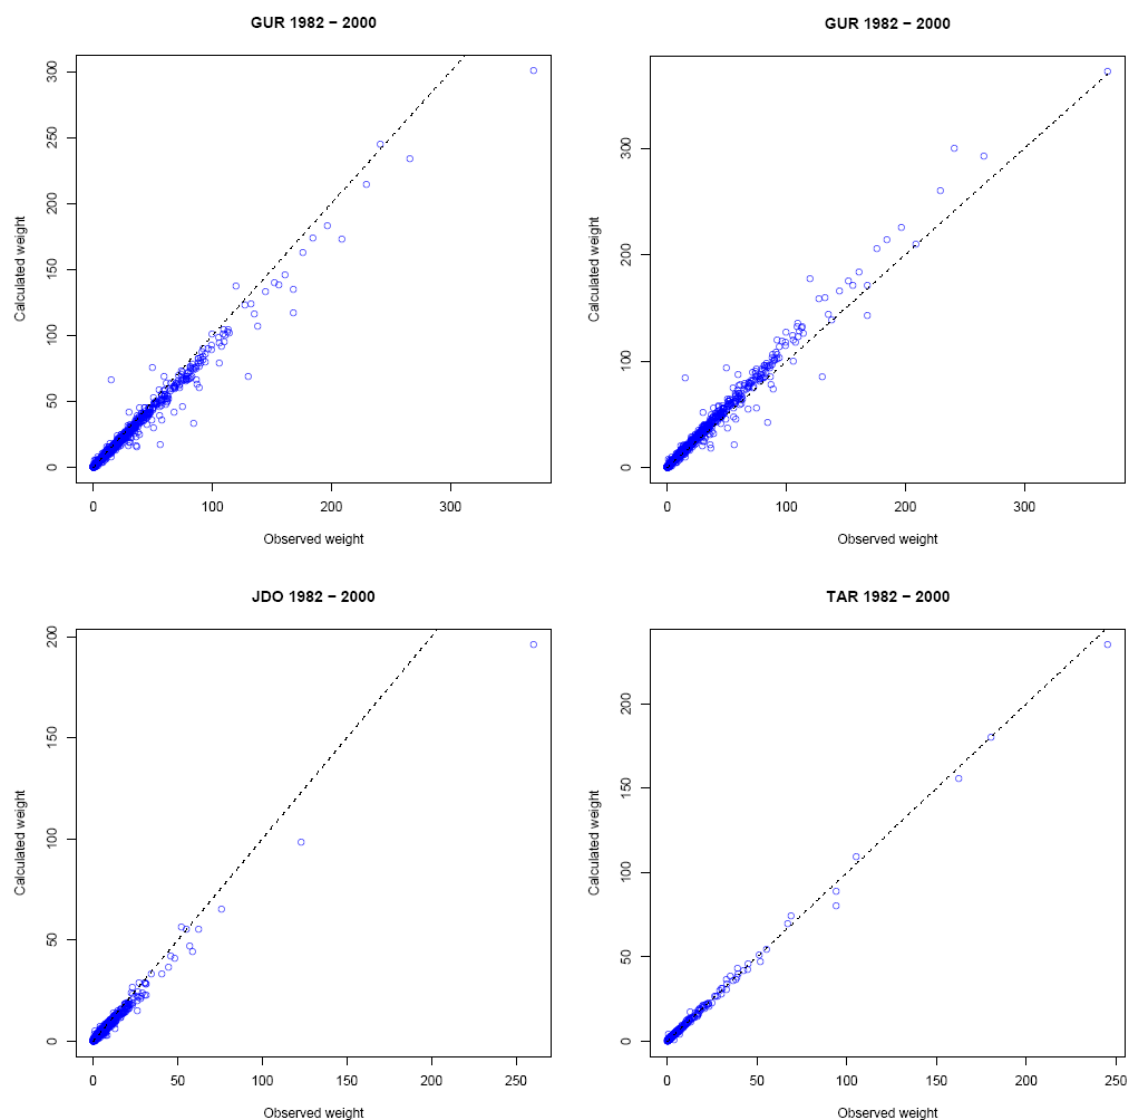 GUR 1982 − 2000
Calculated weight
300
250
200
150
100
50
0
0 100 200 300
Observed weight
GUR 1982 − 2000
Calculated weight
300
200
100
0
0 100 200 300
Observed weight
JDO 1982 − 2000
Calculated weight
200
150
100
50
0
0 50 100 150 200 250
Observed weight
TAR 1982 − 2000
Calculated weight
200
150
100
50
0
0 50 100 150 200 250
Observed weight